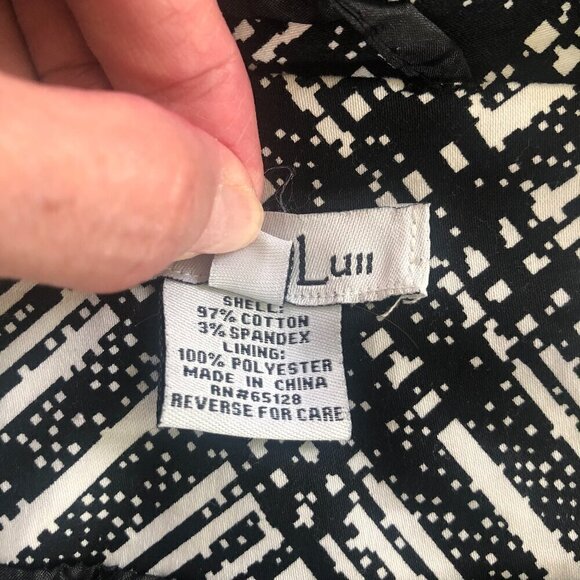 Luii
SHELL:
97% COTTON
3% SPANDEX
LINING:
100% POLYESTER
MADE IN CHINA
RN#65128
REVERSE FOR CARE